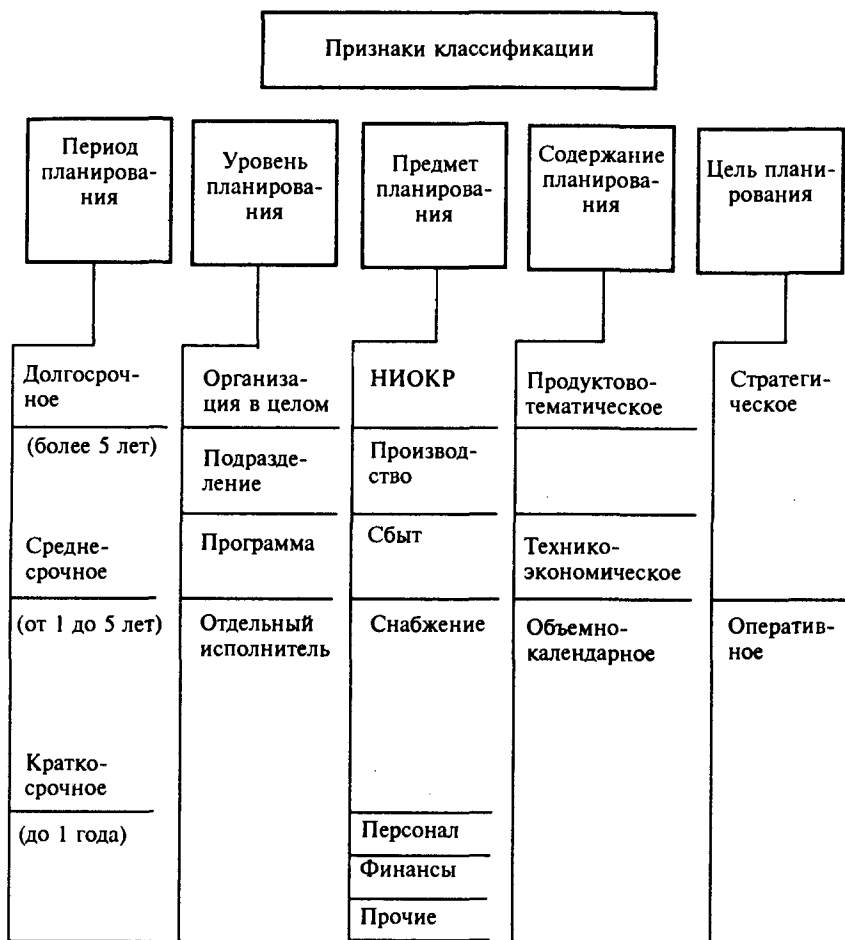 Признаки классификации
Период
планирова-
ния
Уровень
планирова-
ния
Предмет
планирова-
ния
Содержание
планирова-
ния
Цель плани-
рования
Долгосроч-
ное
(более 5 лет)
Средне-
срочное
(от 1 до 5 лет)
Кратко-
срочное
(до 1 года)
Организа-
ция в целом
Подразде-
ление
Программа
Отдельный
исполнитель
НИОКР
Производ-
ство
Сбыт
Снабжение
Персонал
Финансы
Прочие
Продуктово-
тематическое
Технико-
экономическое
Объемно-
календарное
Стратеги-
ческое
Оператив-
ное